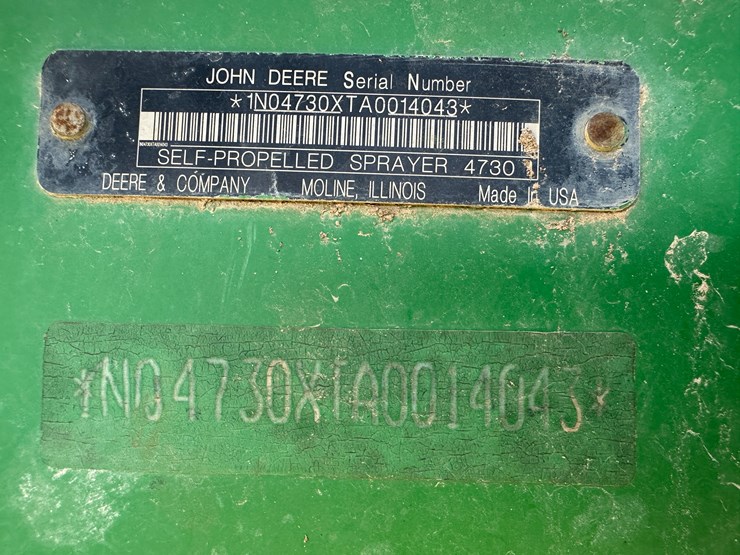 JOHN DEERE Serial Number
*1N04730XTA0014043*
SELF-PROPELLED SPRAYER 4730
DEERE & COMPANY MOLINE, ILLINOIS Made in USA
*1N04730XTA0014043*